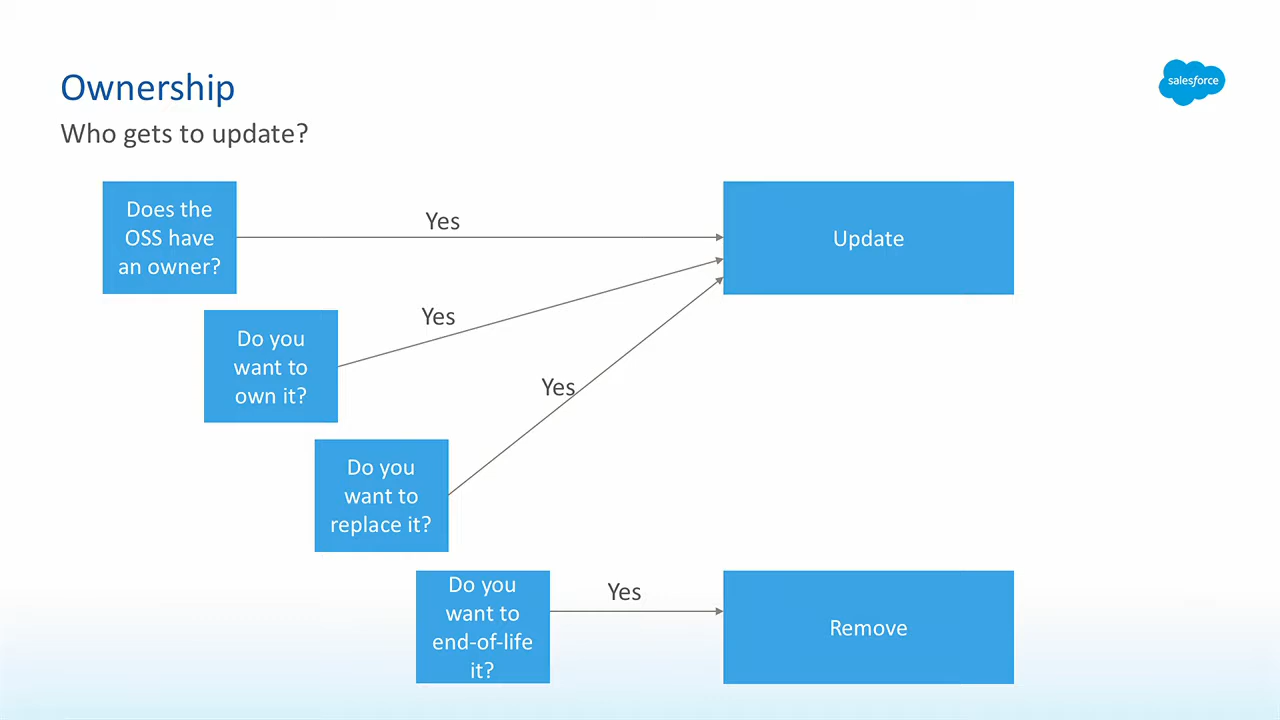 Ownership
salesforce
Who gets to update?
Does the
OSS have
an owner?
Yes
Update
Do you
want to
own it?
Yes
Do you
want to
replace it?
Yes
Do you
want to
end-of-life
it?
Yes
Remove